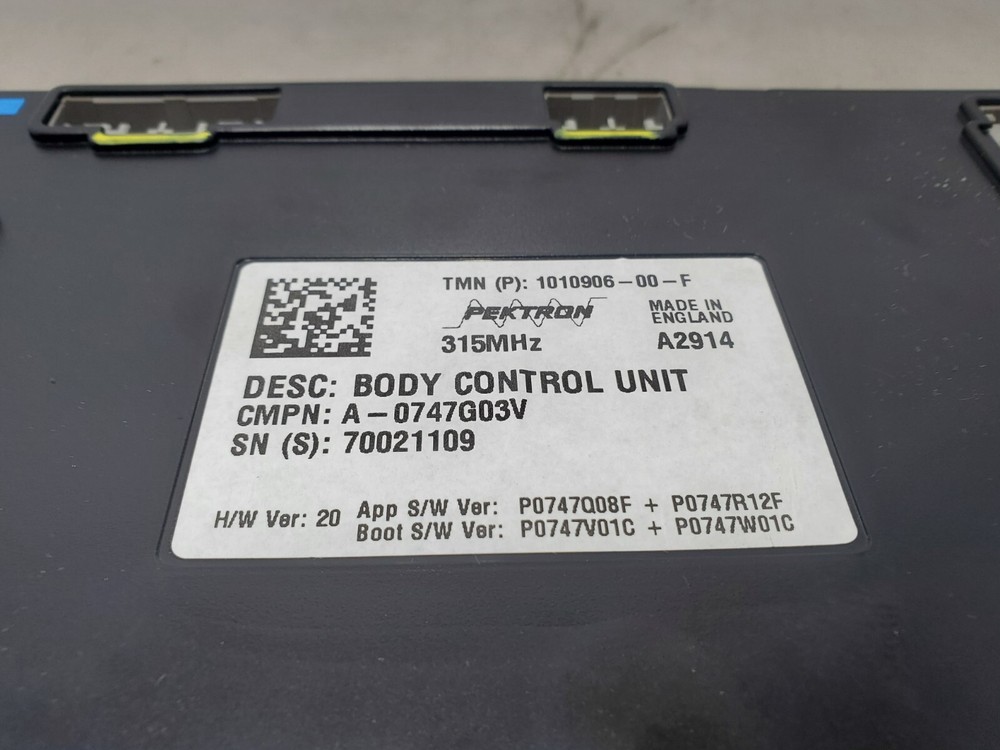 TMN (P): 1010906-00-F
PEKTRON
MADE IN
ENGLAND
315MHz
A2914
DESC: BODY CONTROL UNIT
CMPN: A-0747G03V
SN (S): 70021109
H/W Ver: 20
App S/W Ver: P0747Q08F + P0747R12F
Boot S/W Ver: P0747V01C + P0747W01C